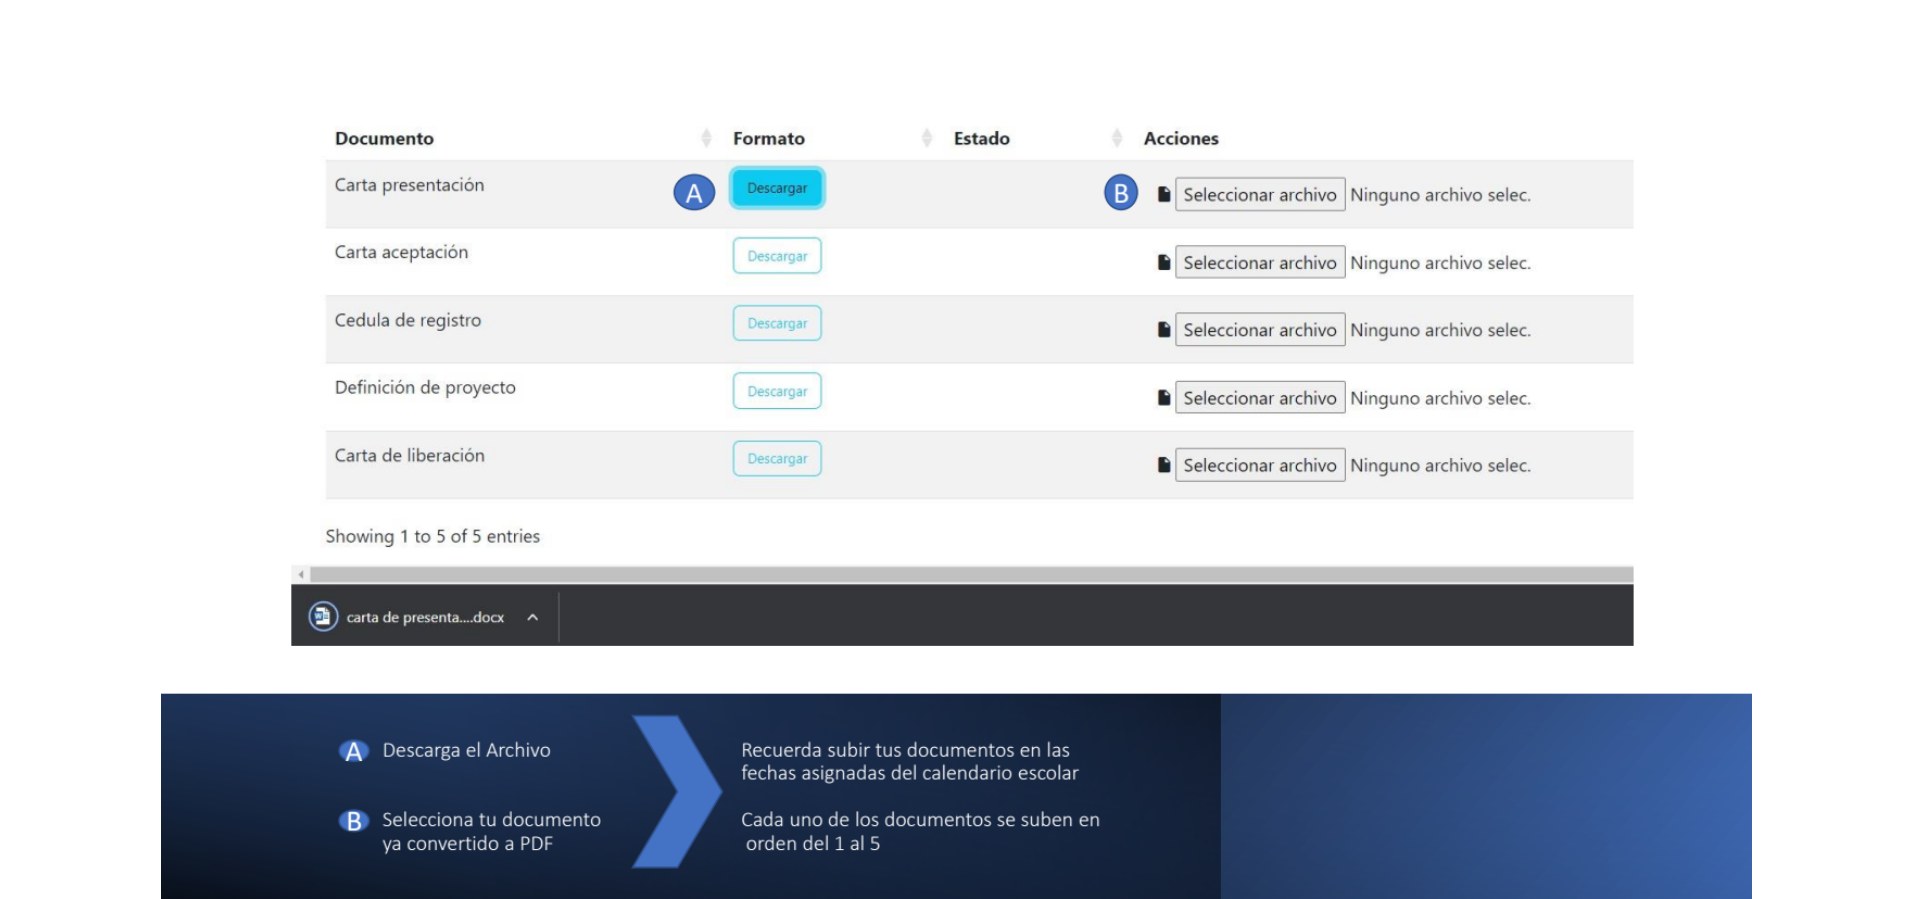 Documento Formato Estado Acciones
Carta presentación A Descargar B Seleccionar archivo Ninguno archivo selec.
Carta aceptación Descargar Seleccionar archivo Ninguno archivo selec.
Cedula de registro Descargar Seleccionar archivo Ninguno archivo selec.
Definición de proyecto Descargar Seleccionar archivo Ninguno archivo selec.
Carta de liberación Descargar Seleccionar archivo Ninguno archivo selec.
Showing 1 to 5 of 5 entries
carta de presenta....docx
A Descarga el Archivo
B Selecciona tu documento
ya convertido a PDF
Recuerda subir tus documentos en las
fechas asignadas del calendario escolar
Cada uno de los documentos se suben en
orden del 1 al 5